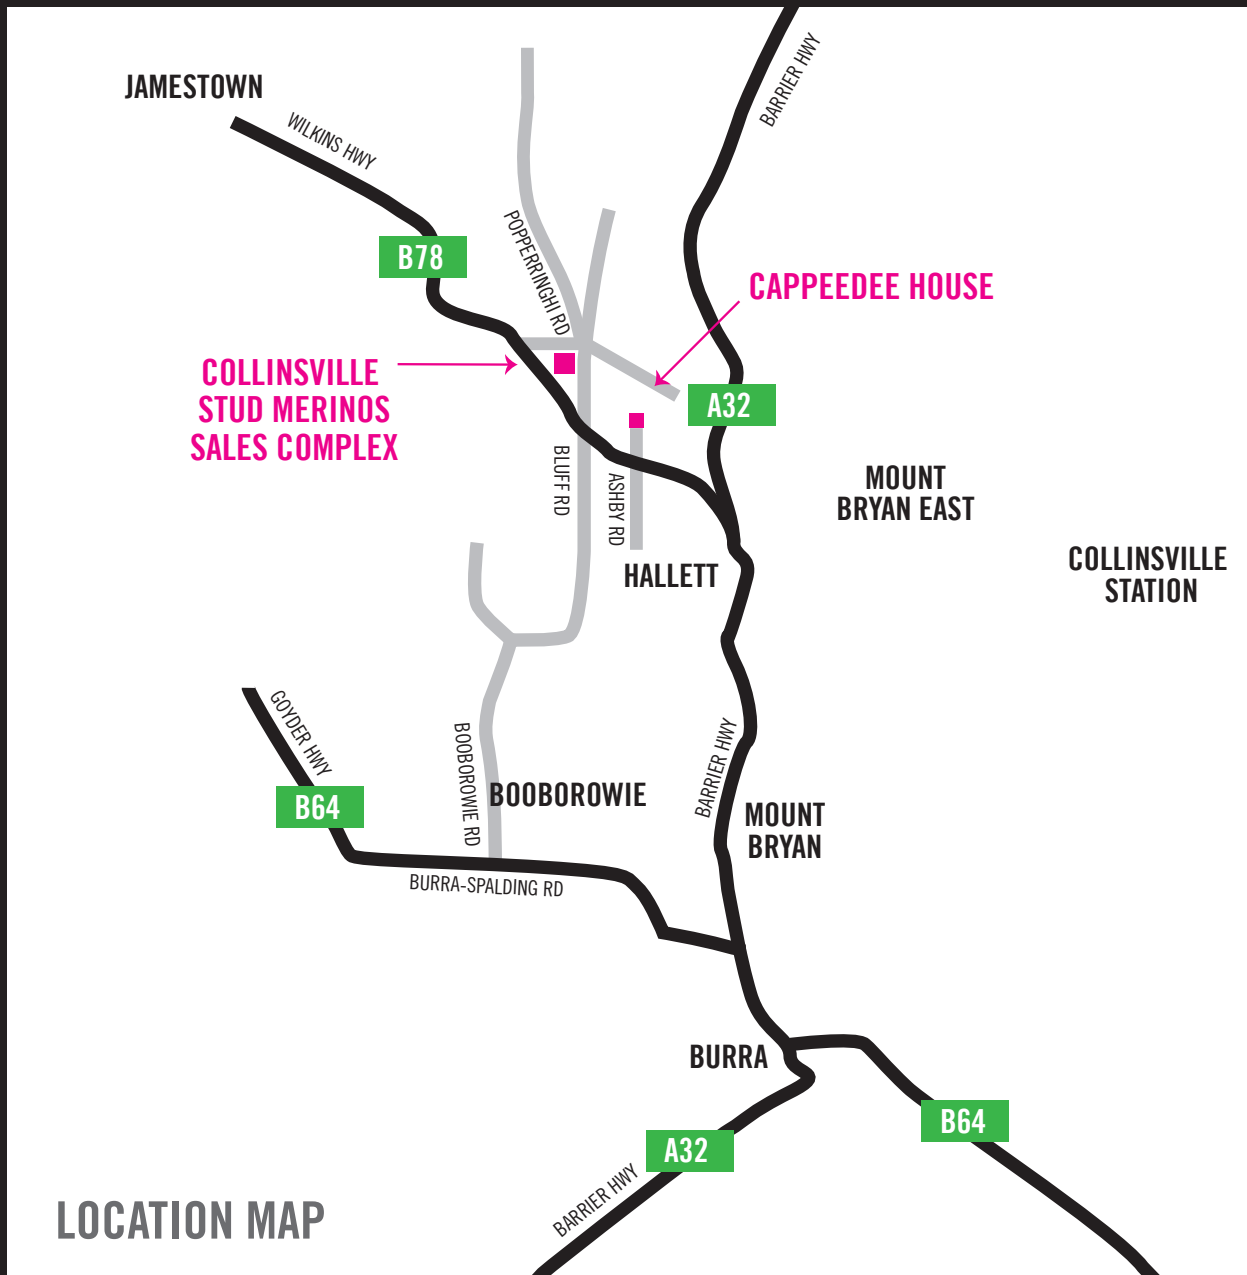 BARRIER HWY
JAMESTOWN
WILKINS HWY
B78
POPPERRINGHI RD
CAPPEEDEE HOUSE
COLLINSVILLE
STUD MERINOS
SALES COMPLEX
A32
BLUFF RD
ASHBY RD
MOUNT
BRYAN EAST
HALLETT
COLLINSVILLE
STATION
GOYDER HWY
B64
BOOBOROWIE RD
BOOBOROWIE
BARRIER HWY
MOUNT
BRYAN
BURRA-SPALDING RD
BURRA
B64
A32
BARRIER HWY
LOCATION MAP